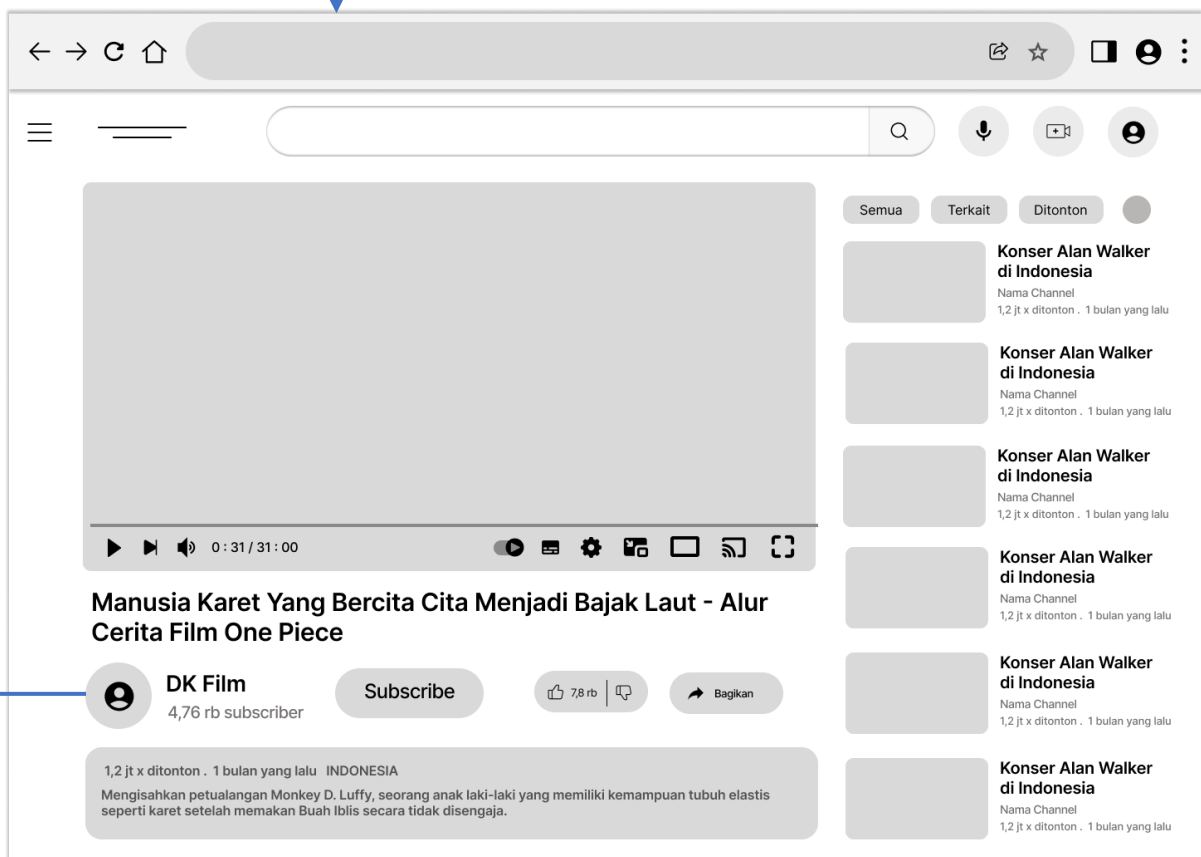 Semua
Terkait
Ditonton
Konser Alan Walker
di Indonesia
Nama Channel
1,2 jt x ditonton . 1 bulan yang lalu
Konser Alan Walker
di Indonesia
Nama Channel
1,2 jt x ditonton . 1 bulan yang lalu
Konser Alan Walker
di Indonesia
Nama Channel
1,2 jt x ditonton . 1 bulan yang lalu
Konser Alan Walker
di Indonesia
Nama Channel
1,2 jt x ditonton . 1 bulan yang lalu
Konser Alan Walker
di Indonesia
Nama Channel
1,2 jt x ditonton . 1 bulan yang lalu
Konser Alan Walker
di Indonesia
Nama Channel
1,2 jt x ditonton . 1 bulan yang lalu
0 : 31 / 31 : 00
Manusia Karet Yang Bercita Cita Menjadi Bajak Laut - Alur
Cerita Film One Piece
DK Film
4,76 rb subscriber
Subscribe
7,8 rb
Bagikan
1,2 jt x ditonton . 1 bulan yang lalu INDONESIA
Mengisahkan petualangan Monkey D. Luffy, seorang anak laki-laki yang memiliki kemampuan tubuh elastis
seperti karet setelah memakan Buah Iblis secara tidak disengaja.